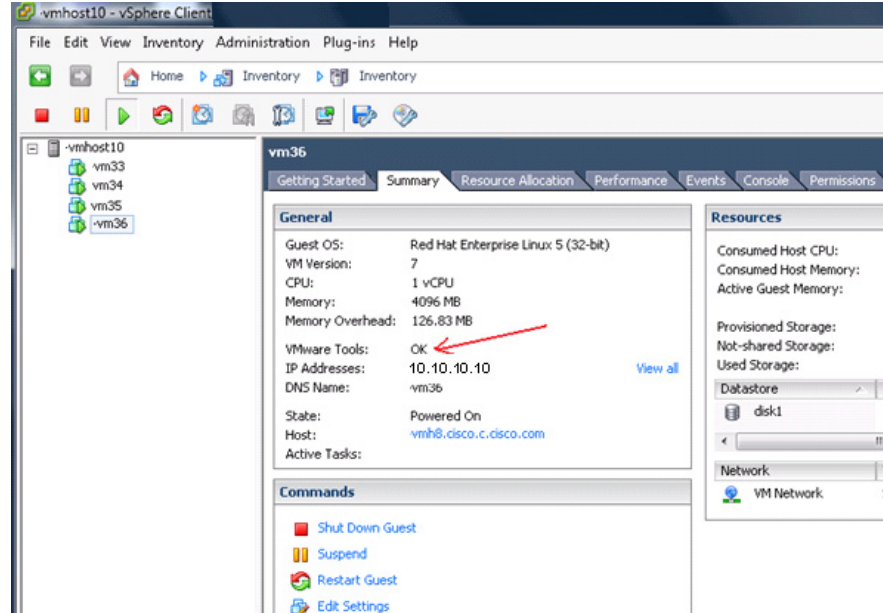 -vmhost10 - vSphere Client
File Edit View Inventory Administration Plug-ins Help
Home Inventory Inventory
-vmhost10
-vm33
vm34
vm35
-vm36
vm36
Getting Started Summary Resource Allocation Performance Events Console Permissions
General
Guest OS: Red Hat Enterprise Linux 5 (32-bit)
VM Version: 7
CPU: 1 vCPU
Memory: 4096 MB
Memory Overhead: 126.83 MB
VMware Tools: OK
IP Addresses: 10.10.10.10 View all
DNS Name: -vm36
State: Powered On
Host: vmh8.cisco.c.cisco.com
Active Tasks:
Commands
Shut Down Guest
Suspend
Restart Guest
Edit Settings
Resources
Consumed Host CPU:
Consumed Host Memory:
Active Guest Memory:
Provisioned Storage:
Not-shared Storage:
Used Storage:
Datastore
disk1
Network
VM Network